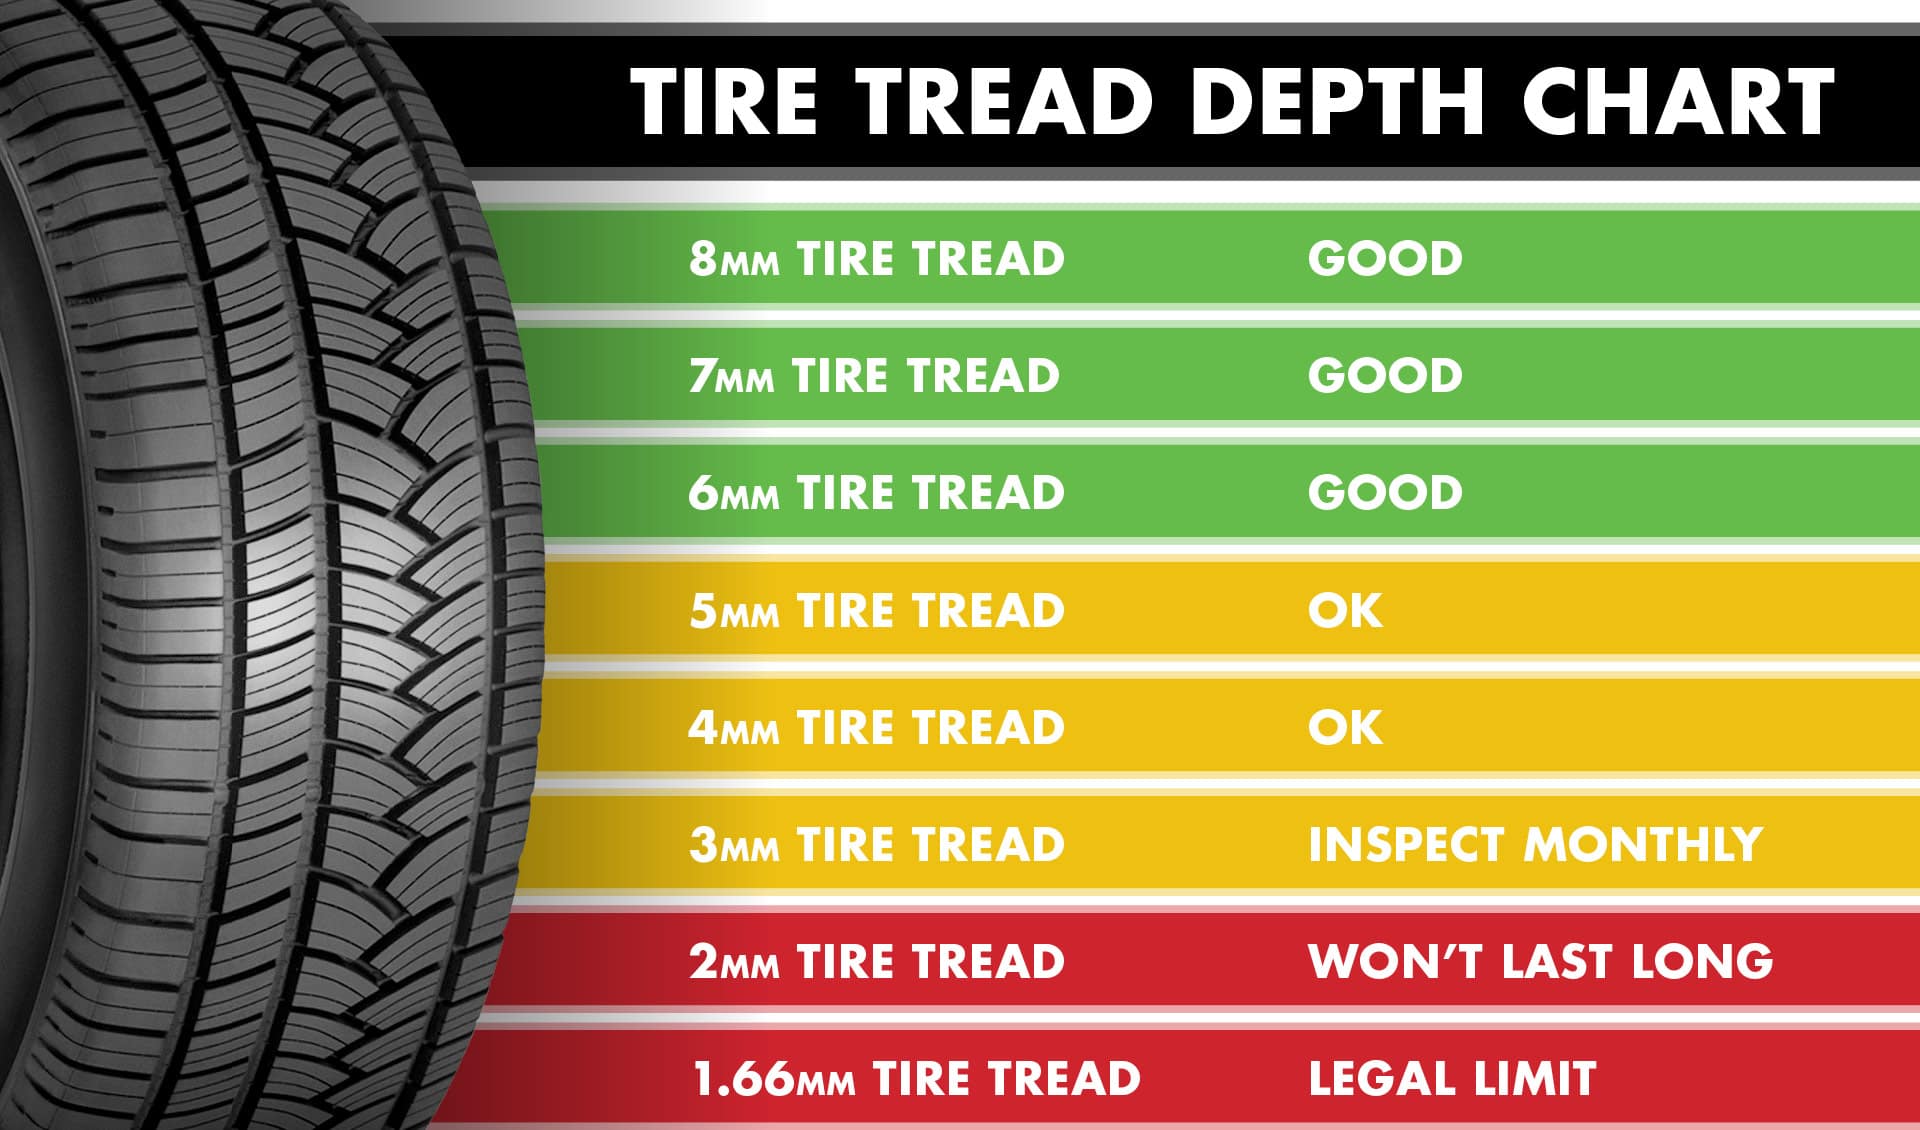 TIRE TREAD DEPTH CHART
8MM TIRE TREAD GOOD
7MM TIRE TREAD GOOD
6MM TIRE TREAD GOOD
5MM TIRE TREAD OK
4MM TIRE TREAD OK
3MM TIRE TREAD INSPECT MONTHLY
2MM TIRE TREAD WON'T LAST LONG
1.66MM TIRE TREAD LEGAL LIMIT